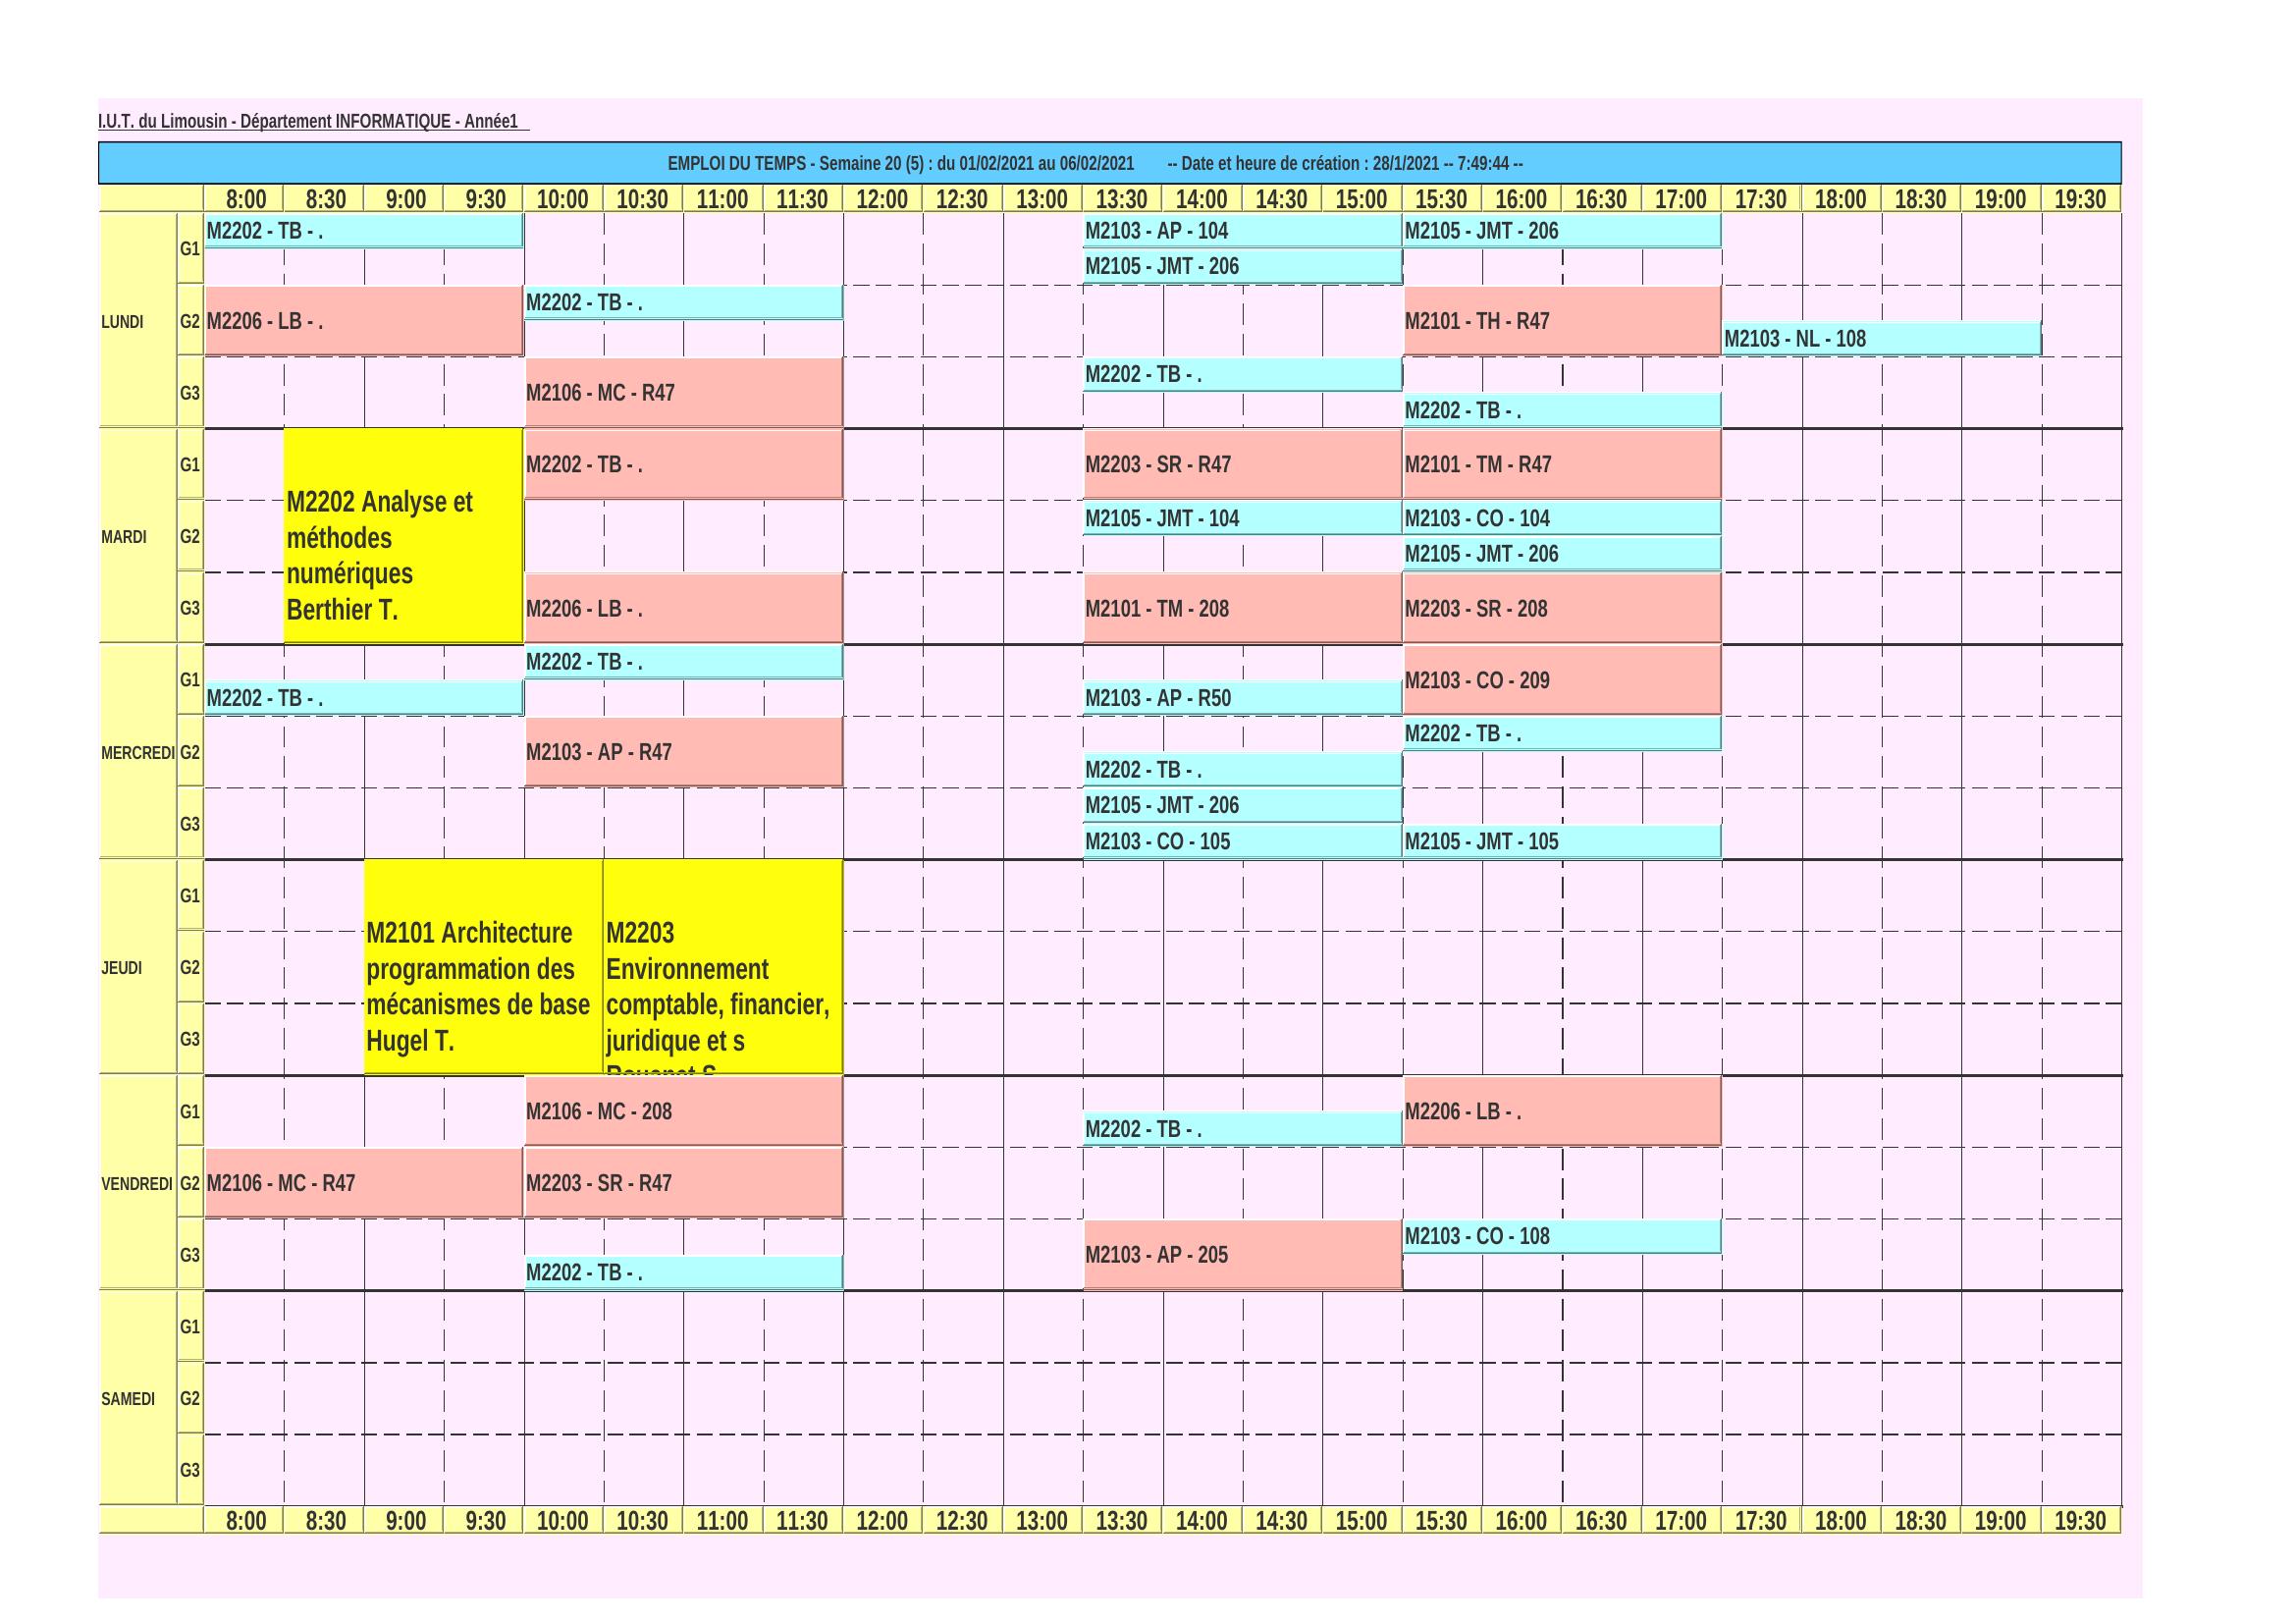 I.U.T. du Limousin - Département INFORMATIQUE - Année1
EMPLOI DU TEMPS - Semaine 20 (5) : du 01/02/2021 au 06/02/2021 -- Date et heure de création : 28/1/2021 -- 7:49:44 --
8:00 8:30 9:00 9:30 10:00 10:30 11:00 11:30 12:00 12:30 13:00 13:30 14:00 14:30 15:00 15:30 16:00 16:30 17:00 17:30 18:00 18:30 19:00 19:30
LUNDI
G1
M2202 - TB - .
M2103 - AP - 104
M2105 - JMT - 206
M2105 - JMT - 206
G2
M2206 - LB - .
M2202 - TB - .
M2101 - TH - R47
M2103 - NL - 108
G3
M2106 - MC - R47
M2202 - TB - .
M2202 - TB - .
MARDI
M2202 Analyse et
méthodes
numériques
Berthier T.
G1
M2202 - TB - .
M2203 - SR - R47
M2101 - TM - R47
G2
M2105 - JMT - 104
M2103 - CO - 104
M2105 - JMT - 206
G3
M2206 - LB - .
M2101 - TM - 208
M2203 - SR - 208
MERCREDI
G1
M2202 - TB - .
M2202 - TB - .
M2103 - AP - R50
M2103 - CO - 209
G2
M2103 - AP - R47
M2202 - TB - .
M2202 - TB - .
G3
M2105 - JMT - 206
M2103 - CO - 105
M2105 - JMT - 105
JEUDI
G1
G2
G3
M2101 Architecture
programmation des
mécanismes de base
Hugel T.
M2203
Environnement
comptable, financier,
juridique et s
VENDREDI
G1
M2106 - MC - 208
M2202 - TB - .
M2206 - LB - .
G2
M2106 - MC - R47
M2203 - SR - R47
G3
M2202 - TB - .
M2103 - AP - 205
M2103 - CO - 108
SAMEDI
G1
G2
G3
8:00 8:30 9:00 9:30 10:00 10:30 11:00 11:30 12:00 12:30 13:00 13:30 14:00 14:30 15:00 15:30 16:00 16:30 17:00 17:30 18:00 18:30 19:00 19:30